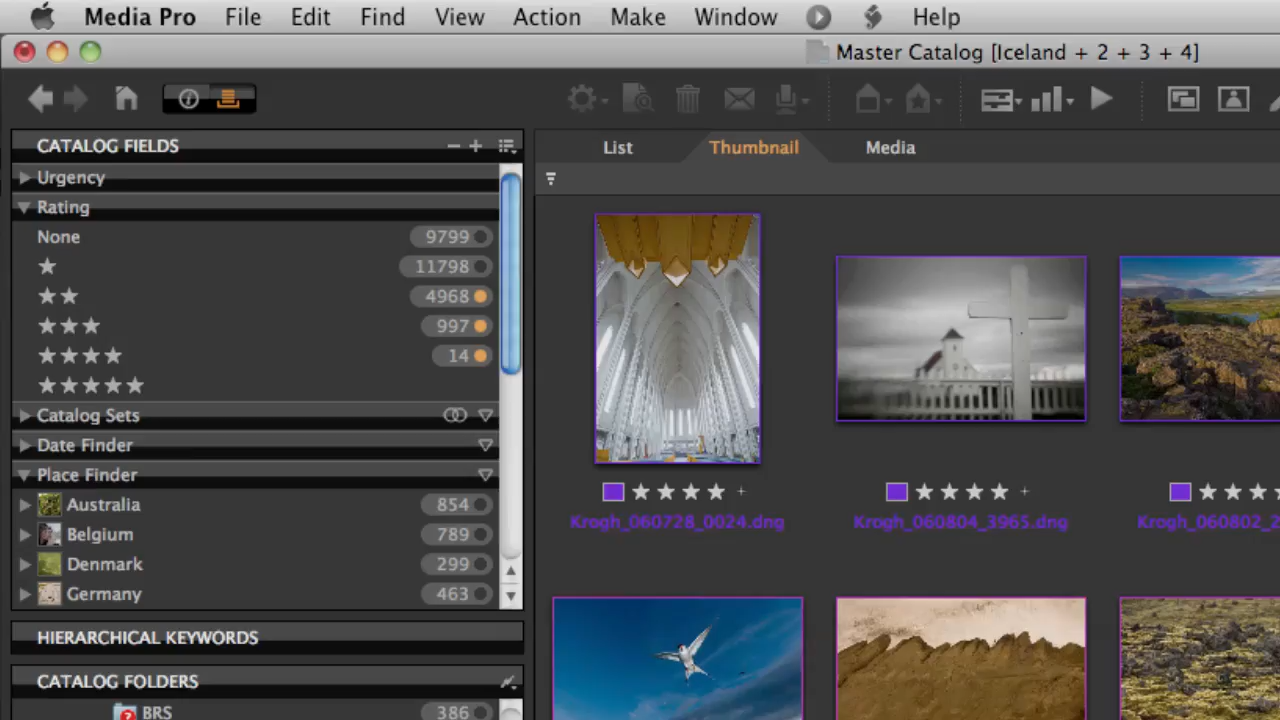 Media Pro File Edit Find View Action Make Window Help
Master Catalog [Iceland + 2 + 3 + 4]
CATALOG FIELDS
List Thumbnail Media
Urgency
Rating
None 9799
11798
4968
997
14
Catalog Sets
Date Finder
Place Finder
Australia 854
Belgium 789
Denmark 299
Germany 463
Krogh_060728_0024.dng Krogh_060804_3965.dng Krogh_060802_2
HIERARCHICAL KEYWORDS
CATALOG FOLDERS
BRS 386